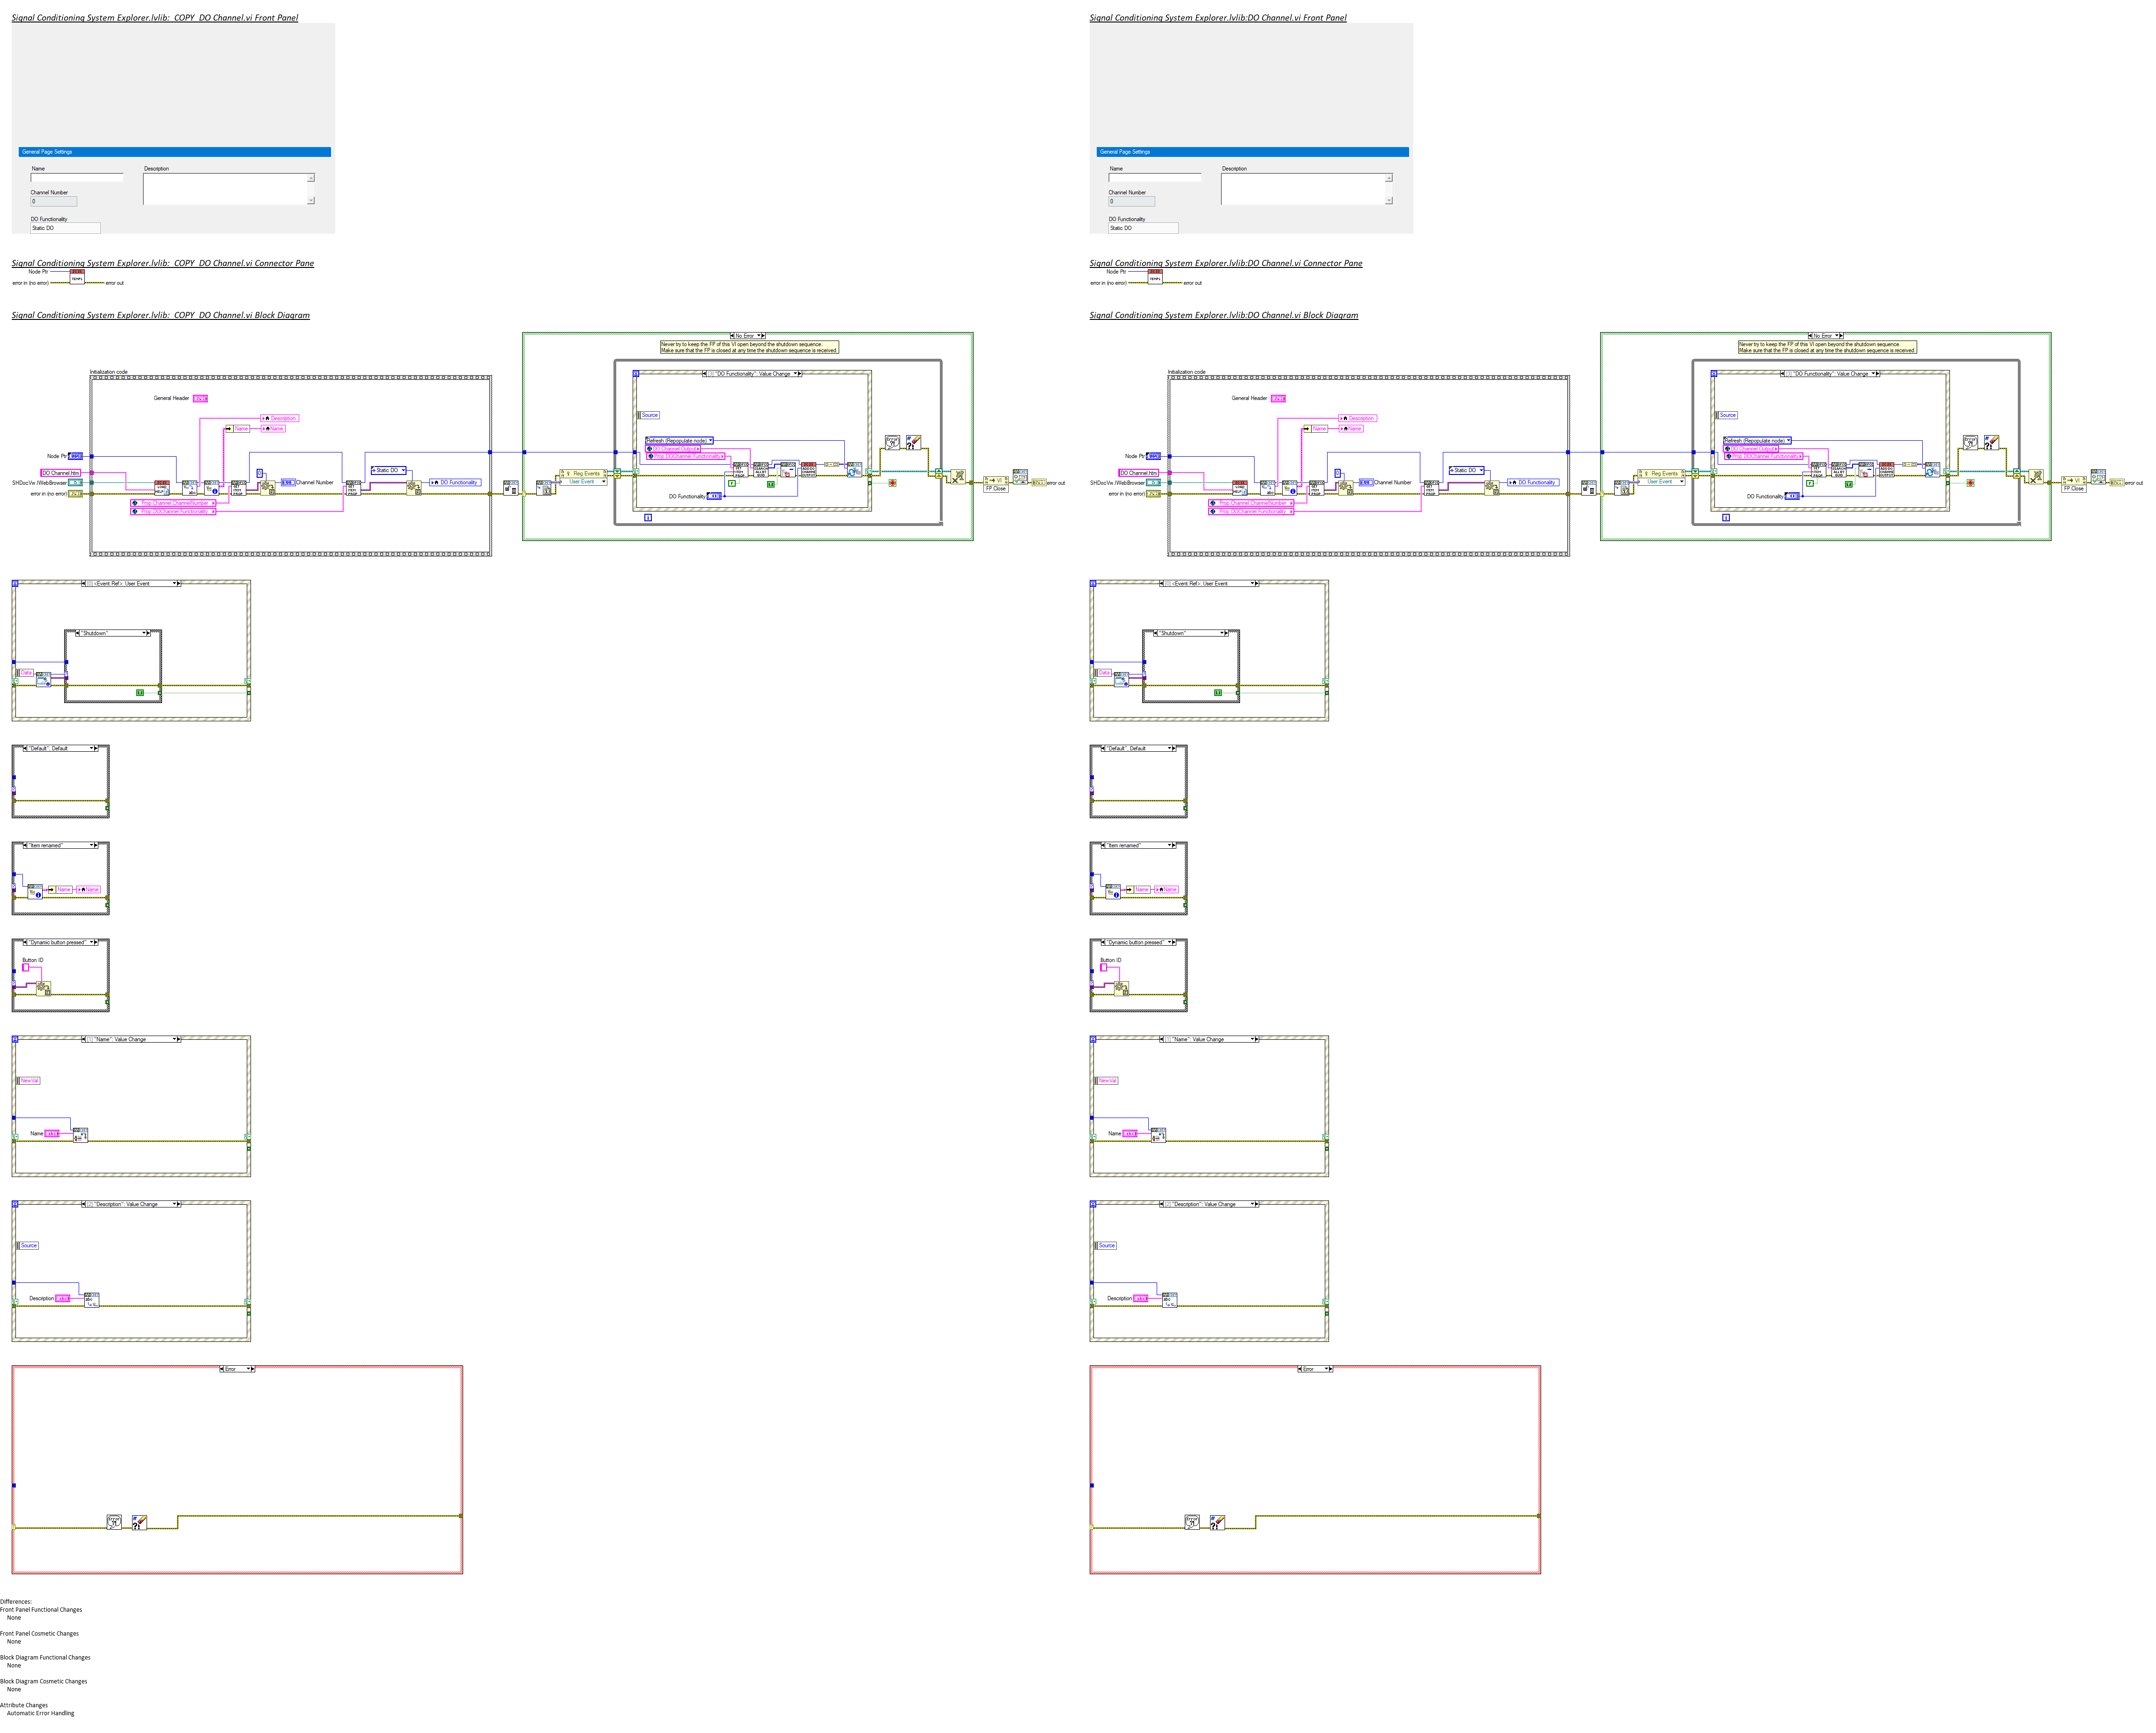 Signal Conditioning System Explorer.lvlib:_COPY_DO Channel.vi Front Panel
General Page Settings
Name
Description
Channel Number
0
DO Functionality
Static DO
Signal Conditioning System Explorer.lvlib:_COPY_DO Channel.vi Connector Pane
Node Ptr
error in (no error)
error out
Signal Conditioning System Explorer.lvlib:_COPY_DO Channel.vi Block Diagram
No Error
Never try to keep the FP of this VI open beyond the shutdown sequence.
Make sure that the FP is closed at any time the shutdown sequence is received.
Initialization code
[3] "DO Functionality": Value Change
General Header
Source
Description
Name
Name
Refresh (Repopulate node)
DO Channel Output
Prop.DOChannel Functionality
Node Ptr
DO Channel.htm
SHDocVw.IWebBrowser
error in (no error)
Channel Number
Static DO
DO Functionality
Reg Events
User Event
DO Functionality
VI
FP.Close
error out
Prop.Channel.ChannelNumber
Prop.DOChannel.Functionality
[0] <Event Ref>: User Event
"Shutdown"
Data
"Default", Default
"Item renamed"
Name
Name
"Dynamic button pressed"
Button ID
[1] "Name": Value Change
NewVal
Name
[2] "Description": Value Change
Source
Description
Error
Differences:
Front Panel Functional Changes
None
Front Panel Cosmetic Changes
None
Block Diagram Functional Changes
None
Block Diagram Cosmetic Changes
None
Attribute Changes
Automatic Error Handling
Signal Conditioning System Explorer.lvlib:DO Channel.vi Front Panel
General Page Settings
Name
Description
Channel Number
0
DO Functionality
Static DO
Signal Conditioning System Explorer.lvlib:DO Channel.vi Connector Pane
Node Ptr
error in (no error)
error out
Signal Conditioning System Explorer.lvlib:DO Channel.vi Block Diagram
No Error
Never try to keep the FP of this VI open beyond the shutdown sequence.
Make sure that the FP is closed at any time the shutdown sequence is received.
Initialization code
[3] "DO Functionality": Value Change
General Header
Source
Description
Name
Name
Refresh (Repopulate node)
DO Channel Output
Prop.DOChannel Functionality
Node Ptr
DO Channel.htm
SHDocVw.IWebBrowser
error in (no error)
Channel Number
Static DO
DO Functionality
Reg Events
User Event
DO Functionality
VI
FP.Close
error out
Prop.Channel.ChannelNumber
Prop.DOChannel.Functionality
[0] <Event Ref>: User Event
"Shutdown"
Data
"Default", Default
"Item renamed"
Name
Name
"Dynamic button pressed"
Button ID
[1] "Name": Value Change
NewVal
Name
[2] "Description": Value Change
Source
Description
Error